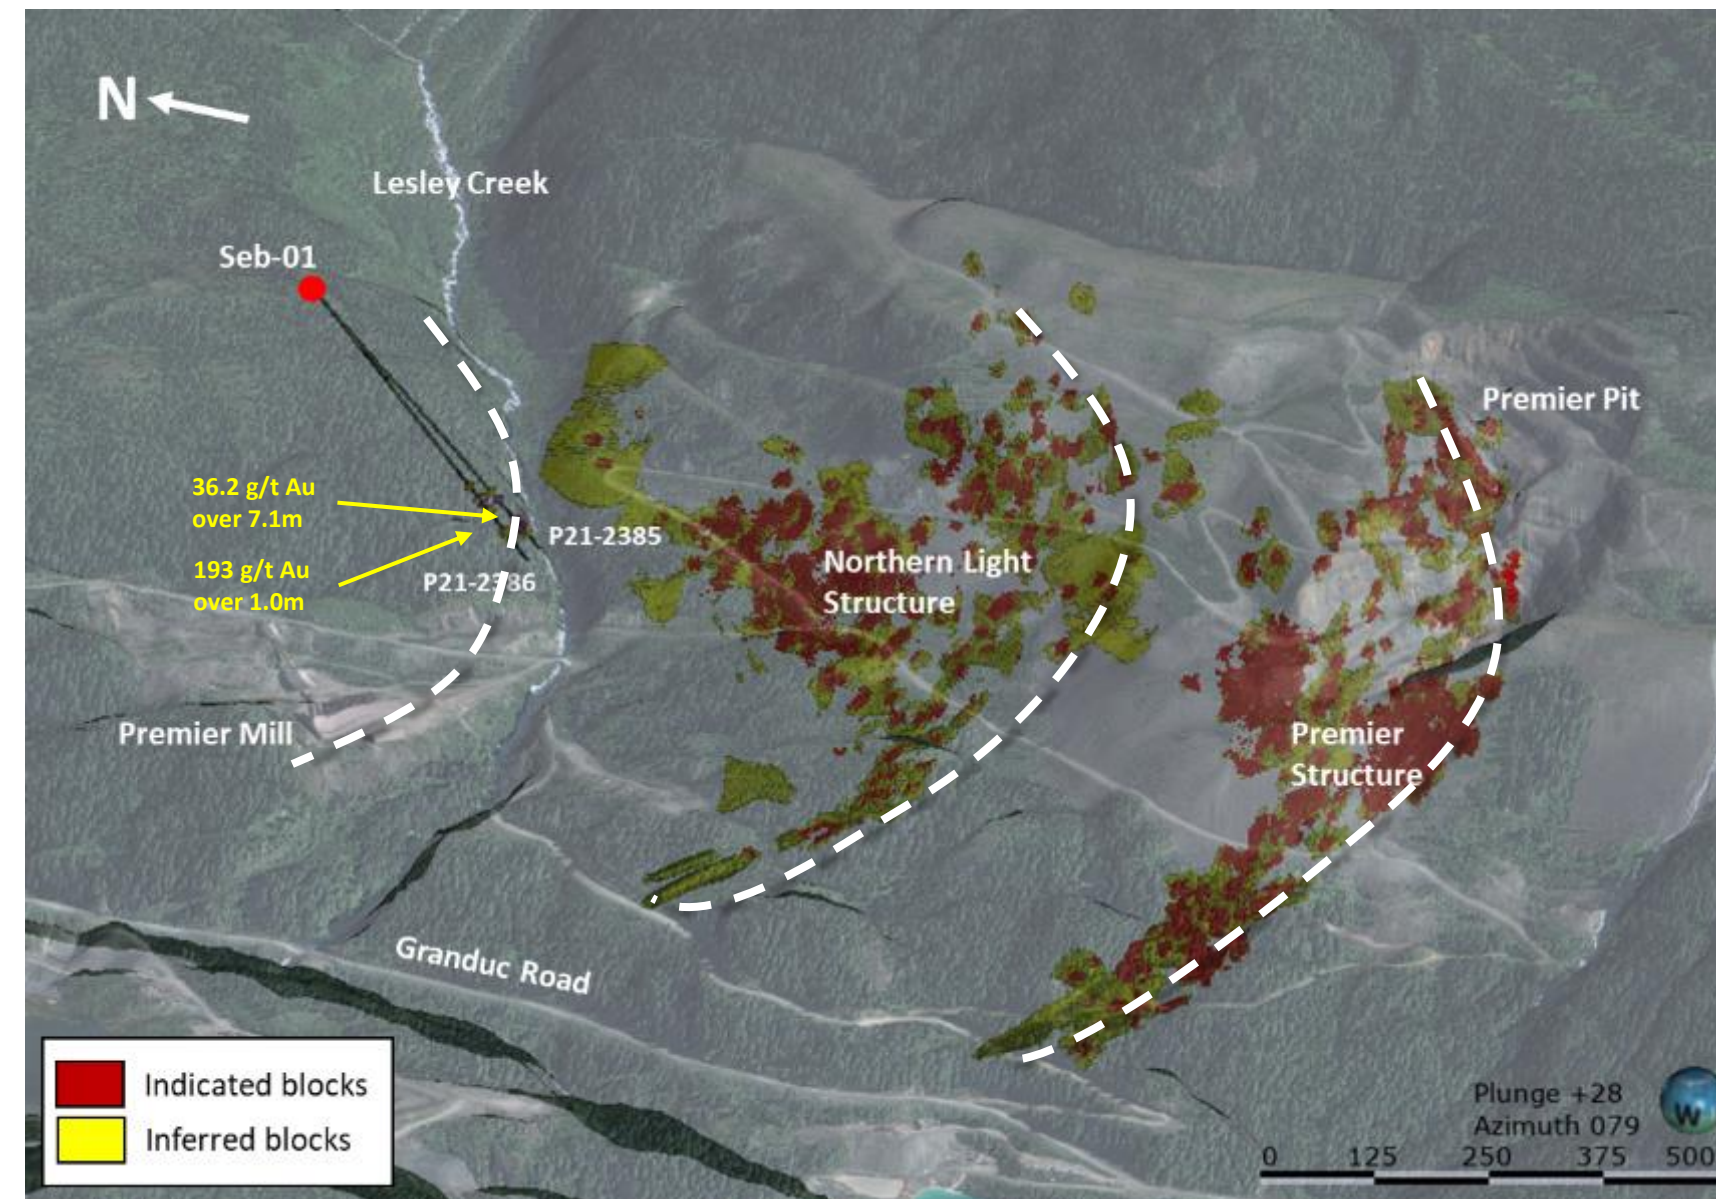 N
Lesley Creek
Seb-01
Premier Pit
36.2 g/t Au
over 7.1m
P21-2385
193 g/t Au
over 1.0m
P21-2386
Northern Light
Structure
Premier Mill
Premier
Structure
Granduc Road
Indicated blocks
Inferred blocks
Plunge +28
Azimuth 079
W
0 125 250 375 500